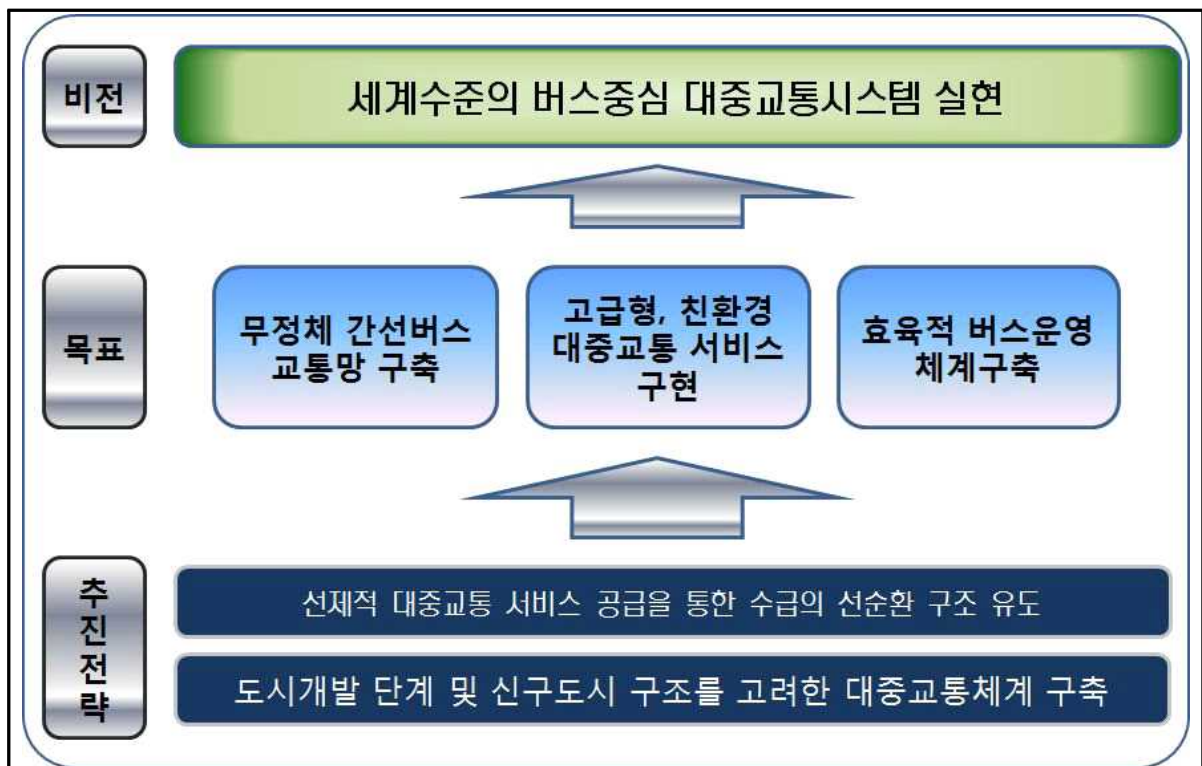 비전
세계수준의 버스중심 대중교통시스템 실현
목표
무정체 간선버스
교통망 구축
고급형, 친환경
대중교통 서비스
구현
효육적 버스운영
체계구축
추
진
전
략
선재적 대중교통 서비스 공급을 통한 수급의 선순환 구조 유도
도시개발 단계 및 신구도시 구조를 고려한 대중교통체계 구축